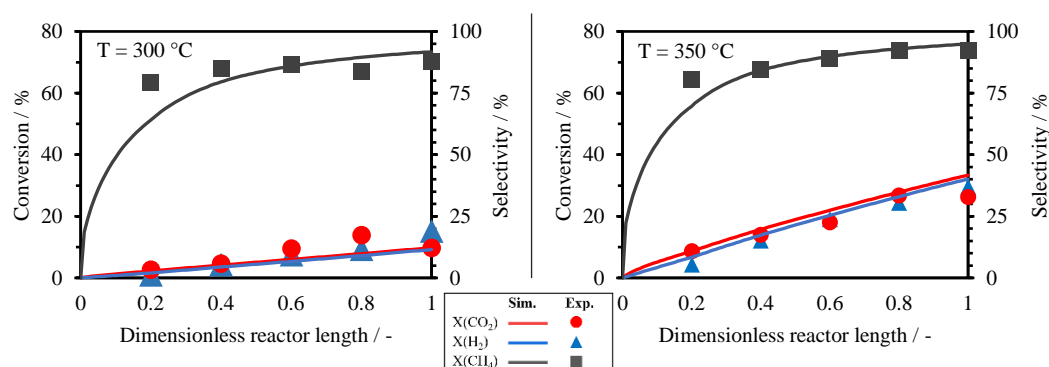 T = 300 °C
Conversion / %
80
60
40
20
0
100
75
50
25
0
Selectivity / %
0 0.2 0.4 0.6 0.8 1
Dimensionless reactor length / -
T = 350 °C
Conversion / %
80
60
40
20
0
100
75
50
25
0
Selectivity / %
0 0.2 0.4 0.6 0.8 1
Dimensionless reactor length / -
Sim. Exp.
X(CO₂)
X(H₂)
X(CH₄)